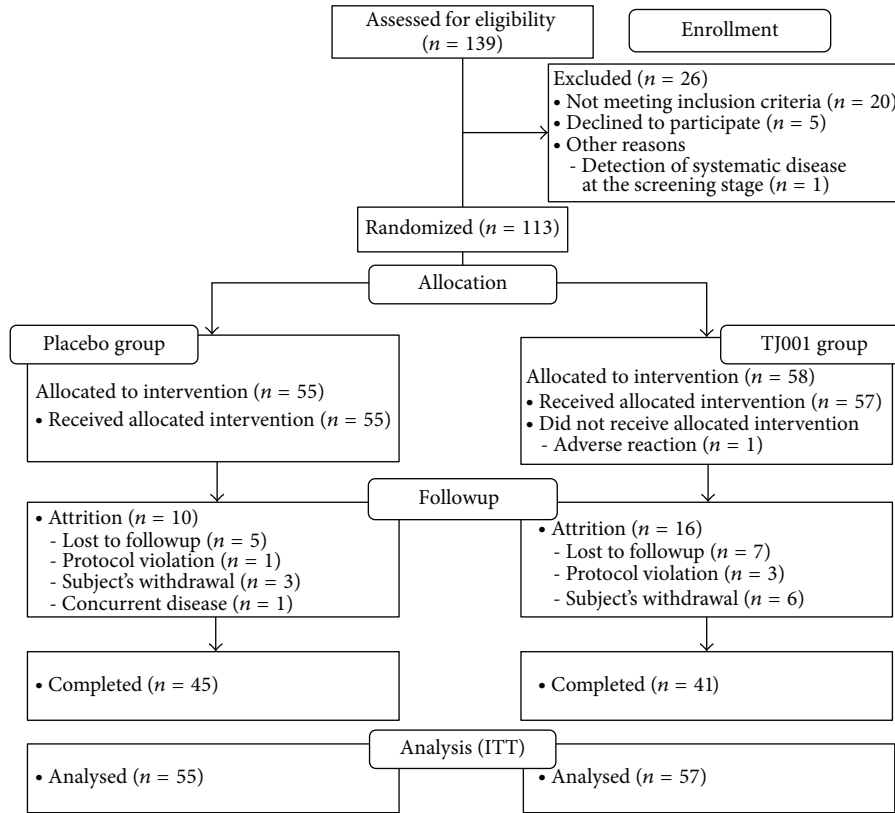 Assessed for eligibility
(n = 139)
Enrollment
Excluded (n = 26)
• Not meeting inclusion criteria (n = 20)
• Declined to participate (n = 5)
• Other reasons
- Detection of systematic disease
at the screening stage (n = 1)
Randomized (n = 113)
Allocation
Placebo group
Allocated to intervention (n = 55)
• Received allocated intervention (n = 55)
TJ001 group
Allocated to intervention (n = 58)
• Received allocated intervention (n = 57)
• Did not receive allocated intervention
- Adverse reaction (n = 1)
Followup
• Attrition (n = 10)
- Lost to followup (n = 5)
- Protocol violation (n = 1)
- Subject's withdrawal (n = 3)
- Concurrent disease (n = 1)
• Attrition (n = 16)
- Lost to followup (n = 7)
- Protocol violation (n = 3)
- Subject's withdrawal (n = 6)
• Completed (n = 45)
• Completed (n = 41)
Analysis (ITT)
• Analysed (n = 55)
• Analysed (n = 57)